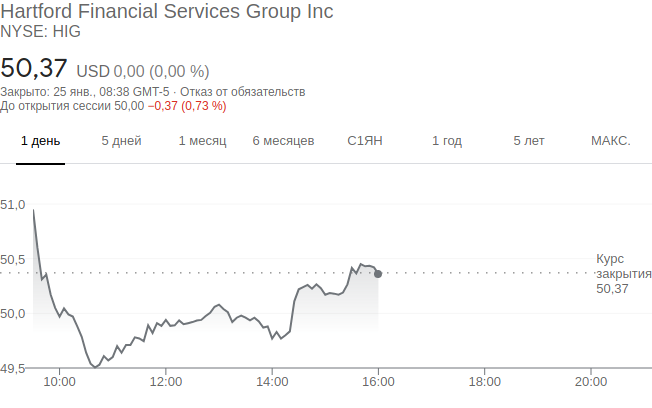 Hartford Financial Services Group Inc
NYSE: HIG
50,37 USD 0,00 (0,00 %)
Закрыто: 25 янв., 08:38 GMT-5 · Отказ от обязательств
До открытия сессии 50,00 −0,37 (0,73 %)
1 день 5 дней 1 месяц 6 месяцев С1ЯН 1 год 5 лет МАКС.
51,0
50,5
Курс
закрытия
50,37
50,0
49,5
10:00 12:00 14:00 16:00 18:00 20:00